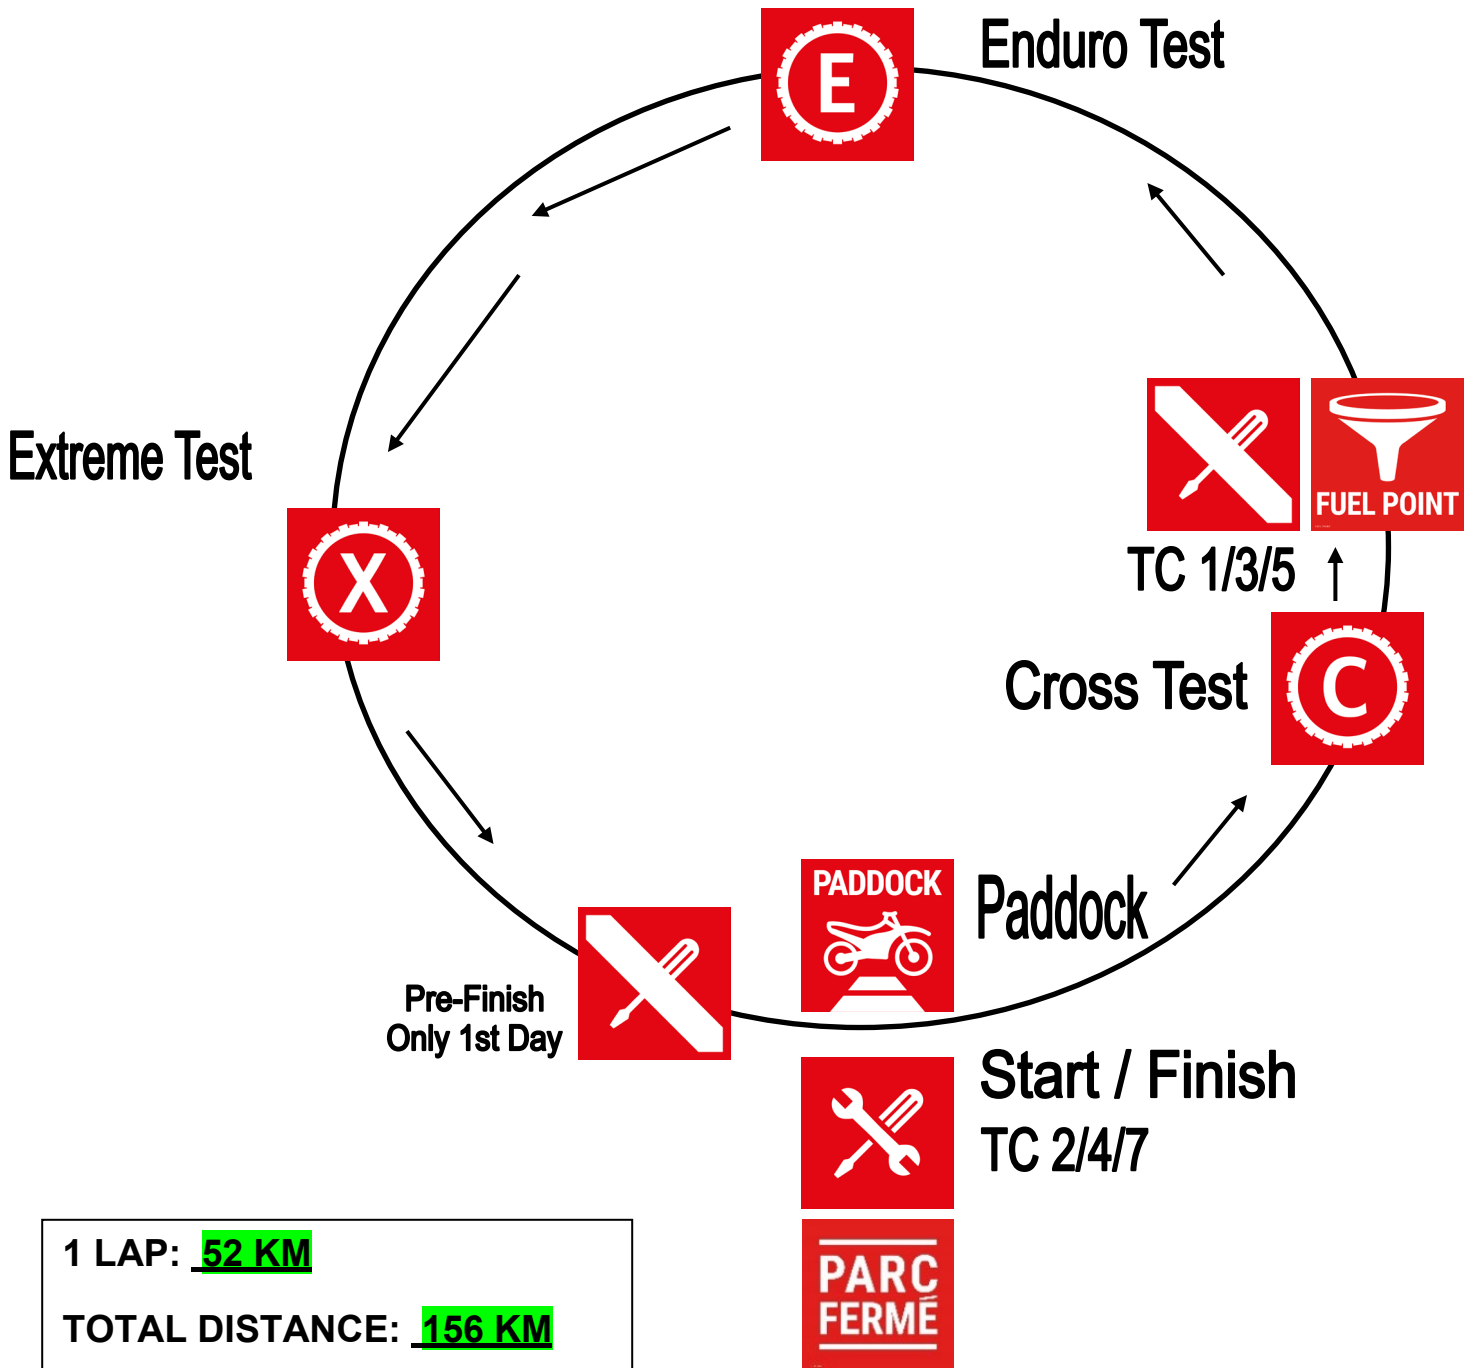 Enduro Test
E
Extreme Test
FUEL POINT
TC 1/3/5
X
Cross Test
C
PADDOCK
Paddock
Pre-Finish
Only 1st Day
Start / Finish
TC 2/4/7
1 LAP: 52 KM
TOTAL DISTANCE: 156 KM
PARC
FERMÉ